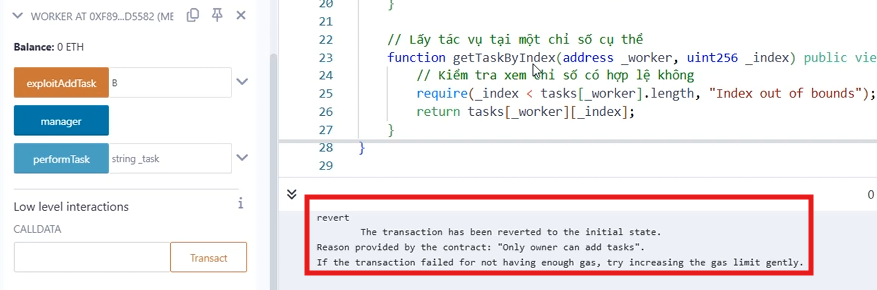 WORKER AT 0XF89...D5582 (ME
Balance: 0 ETH
exploitAddTask B
manager
performTask string _task
Low level interactions i
CALLDATA
Transact
20 }
21
22 // Lấy tác vụ tại một chỉ số cụ thể
23 function getTaskByIndex(address _worker, uint256 _index) public vie
24 // Kiểm tra xem chỉ số có hợp lệ không
25 require(_index < tasks[_worker].length, "Index out of bounds");
26 return tasks[_worker][_index];
27 }
28 }
29
0
revert
The transaction has been reverted to the initial state.
Reason provided by the contract: "Only owner can add tasks".
If the transaction failed for not having enough gas, try increasing the gas limit gently.